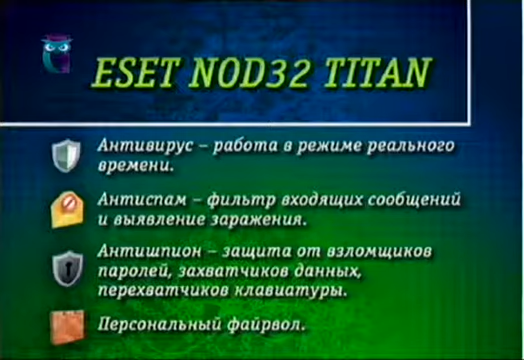 ESET NOD32 TITAN
Антивирус – работа в режиме реального
времени.
Антиспам – фильтр входящих сообщений
и выявление заражения.
Антишпион – защита от взломщиков
паролей, захватчиков данных,
перехватчиков клавиатуры.
Персональный файрвол.